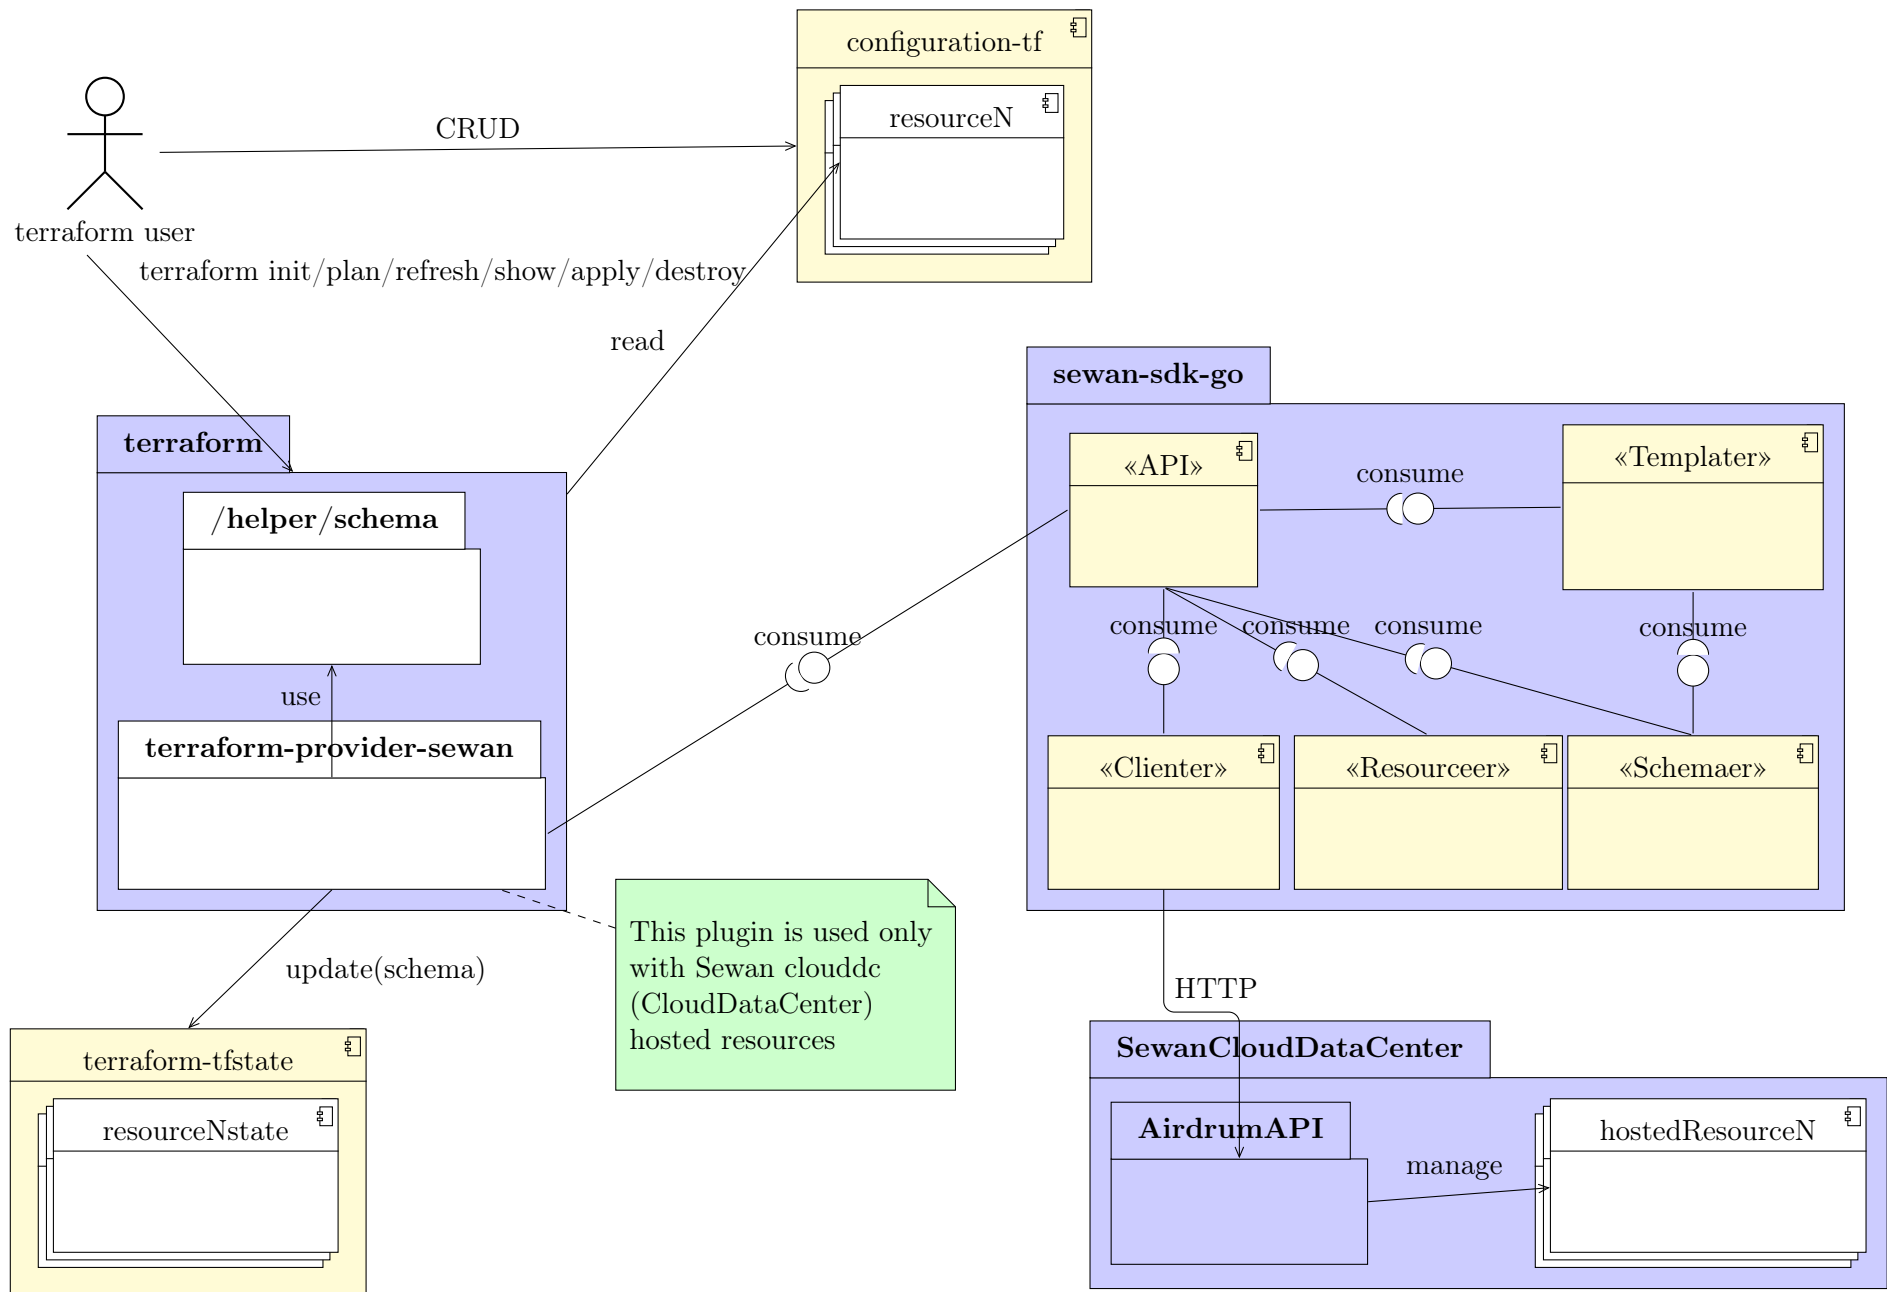 configuration-tf
resourceN
CRUD
terraform user
terraform init/plan/refresh/show/apply/destroy
read
sewan-sdk-go
terraform
«API»
«Templater»
consume
/helper/schema
consume
consume
consume
consume
consume
use
terraform-provider-sewan
«Clienter»
«Resourceer»
«Schemaer»
This plugin is used only
with Sewan clouddc
(CloudDataCenter)
hosted resources
update(schema)
HTTP
terraform-tfstate
SewanCloudDataCenter
resourceNstate
AirdrumAPI
hostedResourceN
manage